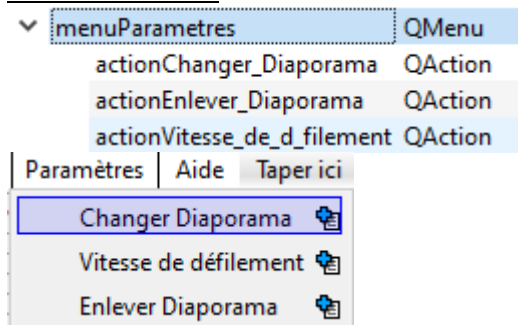 menuParametres QMenu
actionChanger_Diaporama QAction
actionEnlever_Diaporama QAction
actionVitesse_de_d_filement QAction
Paramètres Aide Taper ici
Changer Diaporama
Vitesse de défilement
Enlever Diaporama